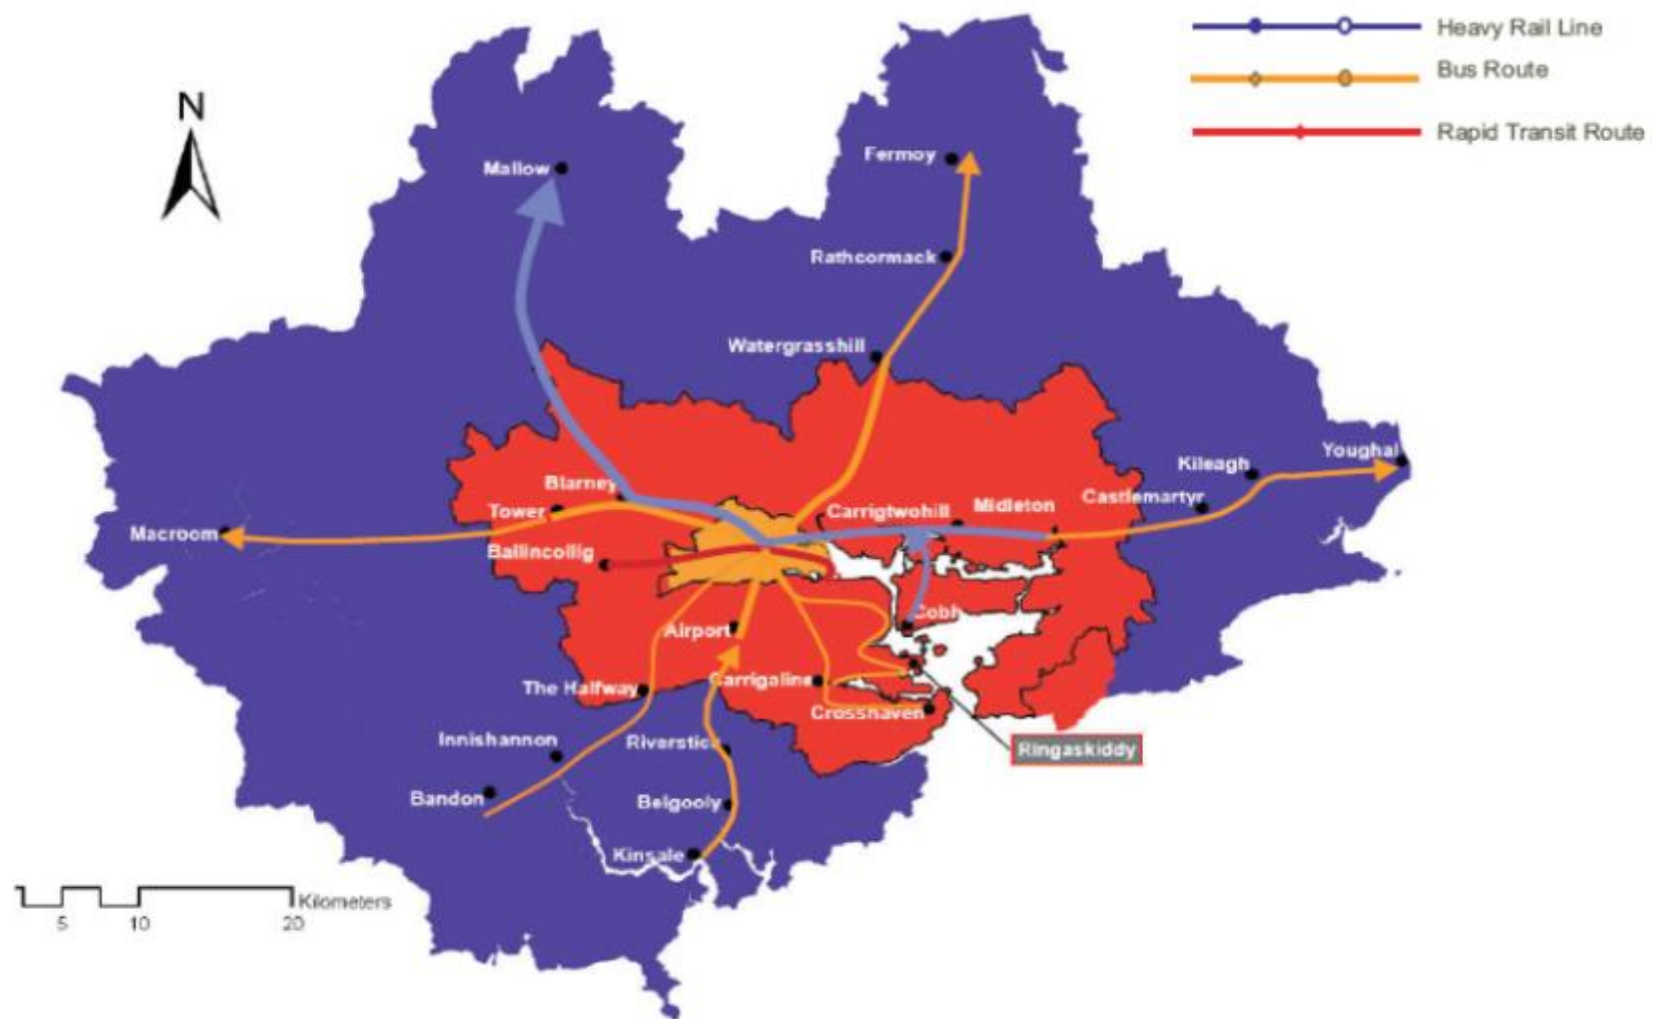 Heavy Rail Line
Bus Route
Rapid Transit Route
N
Mallow
Fermoy
Rathcormack
Watergrasshill
Youghal
Kileagh
Blarney
Castlemartyr
Tower
Carrigtwohill
Midleton
Macroom
Ballincollig
Cobh
Airport
The Halfway
Carrigaline
Crosshaven
Innishannon
Riverstick
Ringaskiddy
Bandon
Belgooly
Kinsale
Kilometers
5 10 20